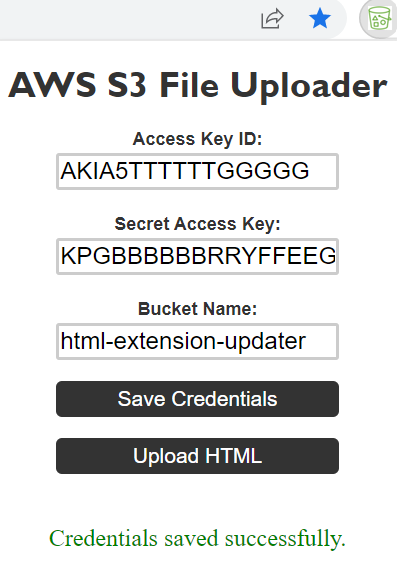 AWS S3 File Uploader
Access Key ID:
AKIA5TTTTTTGGGGG
Secret Access Key:
KPGBBBBBBRRYFFEEG
Bucket Name:
html-extension-updater
Save Credentials
Upload HTML
Credentials saved successfully.